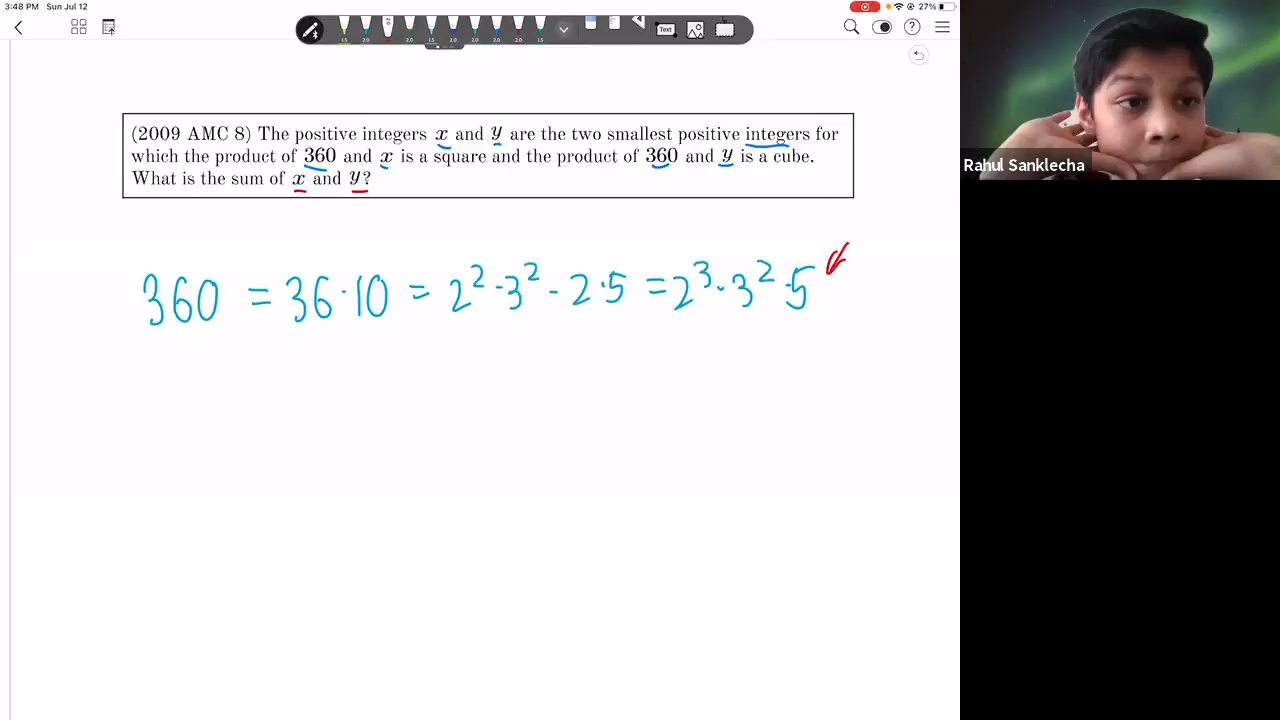 3:48 PM Sun Jul 12
27%
Text
(2009 AMC 8) The positive integers x and y are the two smallest positive integers for
which the product of 360 and x is a square and the product of 360 and y is a cube.
What is the sum of x and y?
Rahul Sanklecha
360 = 36·10 = 2²·3²·2·5 = 2³·3²·5